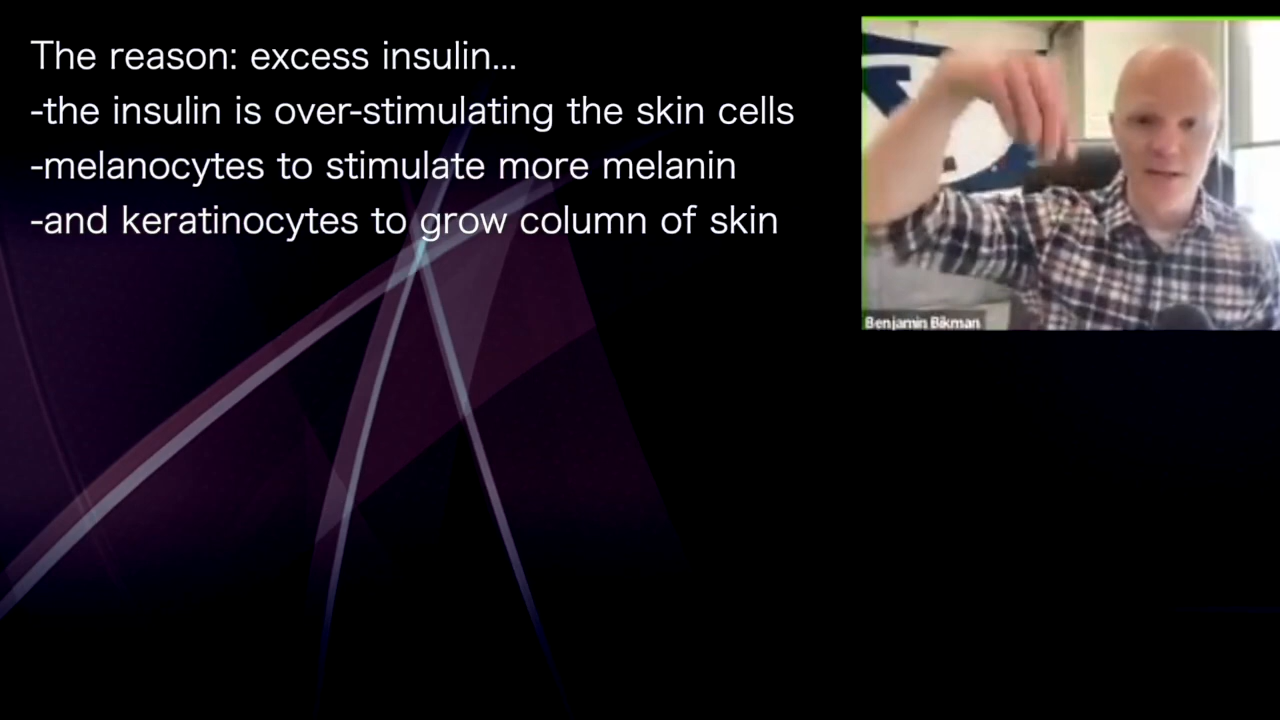 The reason: excess insulin...
-the insulin is over-stimulating the skin cells
-melanocytes to stimulate more melanin
-and keratinocytes to grow column of skin
Benjamin Bikman